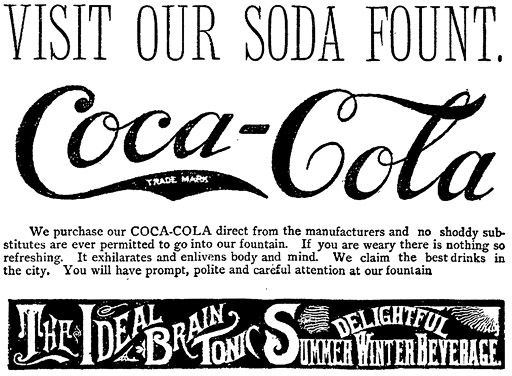 VISIT OUR SODA FOUNT.
Coca-Cola
TRADE MARK
We purchase our COCA-COLA direct from the manufacturers and no shoddy sub-
stitutes are ever permitted to go into our fountain. If you are weary there is nothing so
refreshing. It exhilarates and enlivens body and mind. We claim the best drinks in
the city. You will have prompt, polite and careful attention at our fountain
THE IDEAL BRAIN TONIC
DELIGHTFUL
SUMMER WINTER BEVERAGE.